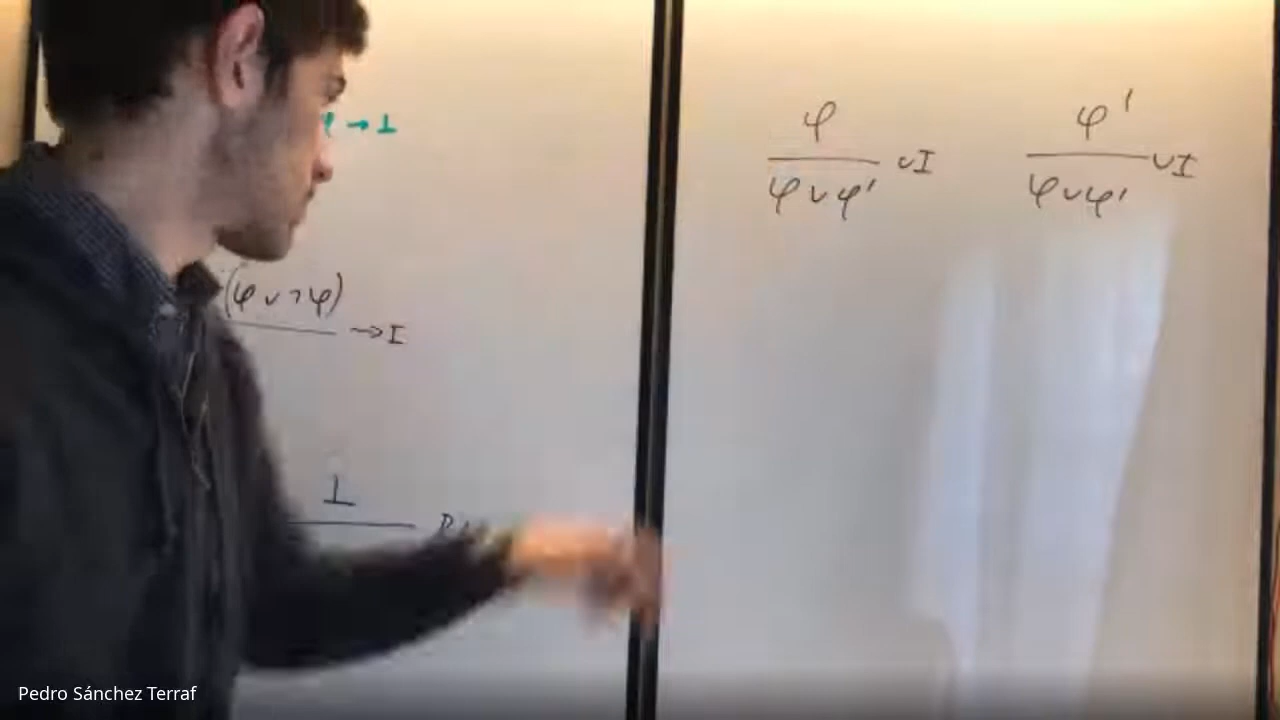 φ → ⊥
(φ ∨ ¬φ)
→I
⊥
φ
φ ∨ φ' ∨I
φ'
φ ∨ φ' ∨I
Pedro Sánchez Terraf